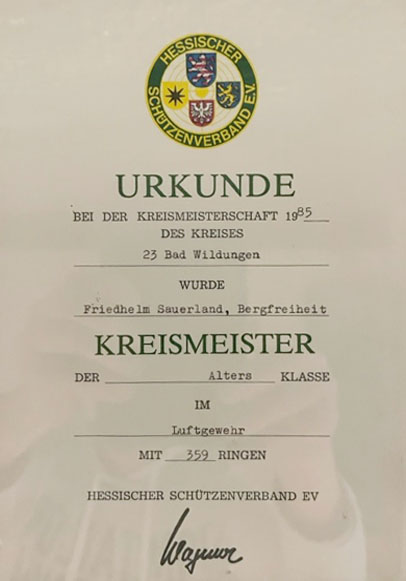 HESSISCHER
SCHÜTZENVERBAND E.V.
URKUNDE
BEI DER KREISMEISTERSCHAFT 1985
DES KREISES
23 Bad Wildungen
WURDE
Friedhelm Sauerland, Bergfreiheit
KREISMEISTER
DER Alters KLASSE
IM
Luftgewehr
MIT 359 RINGEN
HESSISCHER SCHÜTZENVERBAND EV